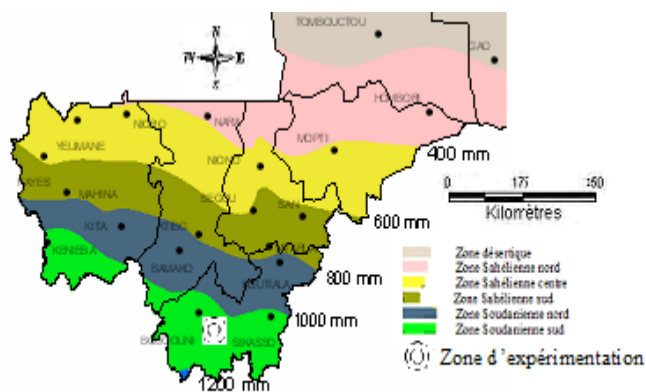 TOMBOUCTOU
GAO
N
W E
S
HOMBORI
NIORO
NARA
YELIMANE
MOPTI
NIONO
400 mm
KAYES
MAHINA
SEGOU
SAN
0 175 350
Kilomètres
600 mm
KITA
KENIEBA
BAMAKO
KOUTIALA
800 mm
Zone désertique
Zone Sahélienne nord
Zone Sahélienne centre
Zone Sahélienne sud
Zone Soudanienne nord
Zone Soudanienne sud
1000 mm
BOUGOUNI
SIKASSO
Zone d'expérimentation
1200 mm